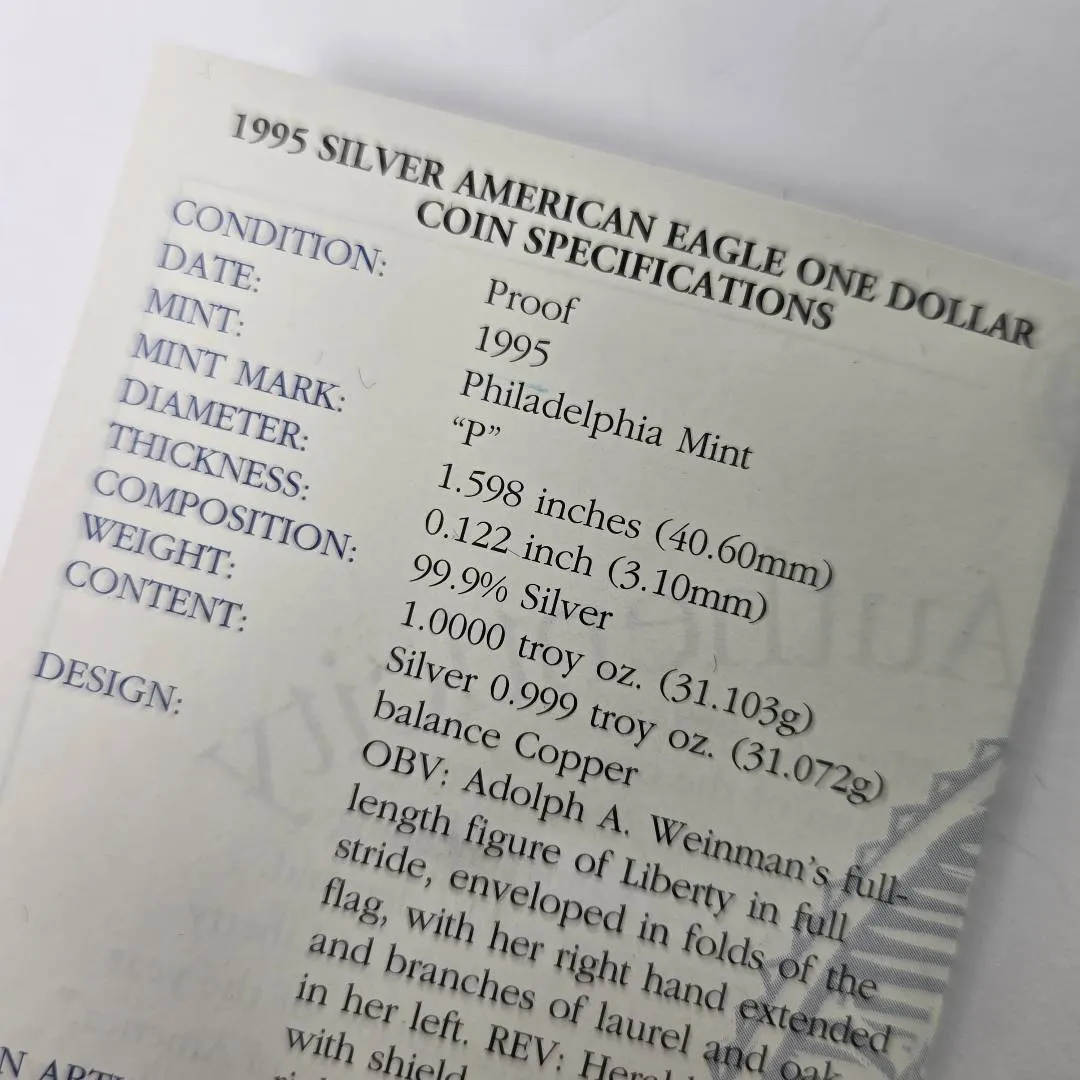 1995 SILVER AMERICAN EAGLE ONE DOLLAR
COIN SPECIFICATIONS
CONDITION: Proof
DATE: 1995
MINT: Philadelphia Mint
MINT MARK: “P”
DIAMETER: 1.598 inches (40.60mm)
THICKNESS: 0.122 inch (3.10mm)
COMPOSITION: 99.9% Silver
WEIGHT: 1.0000 troy oz. (31.103g)
CONTENT: Silver 0.999 troy oz. (31.072g)
balance Copper
DESIGN: OBV: Adolph A. Weinman’s full-
length figure of Liberty in full
stride, enveloped in folds of the
flag, with her right hand extended
and branches of laurel and oak
in her left. REV:
with shield